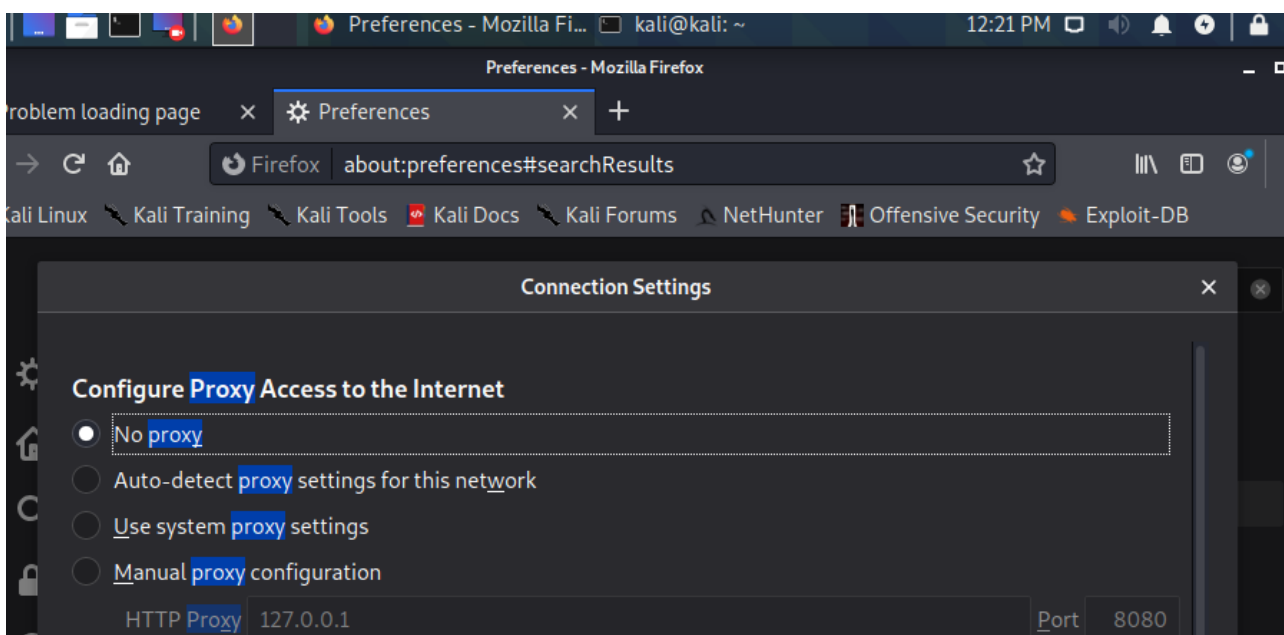 Preferences - Mozilla Fi... kali@kali: ~ 12:21 PM
Preferences - Mozilla Firefox
Problem loading page Preferences
Firefox about:preferences#searchResults
Kali Linux Kali Training Kali Tools Kali Docs Kali Forums NetHunter Offensive Security Exploit-DB
Connection Settings
Configure Proxy Access to the Internet
No proxy
Auto-detect proxy settings for this network
Use system proxy settings
Manual proxy configuration
HTTP Proxy 127.0.0.1 Port 8080